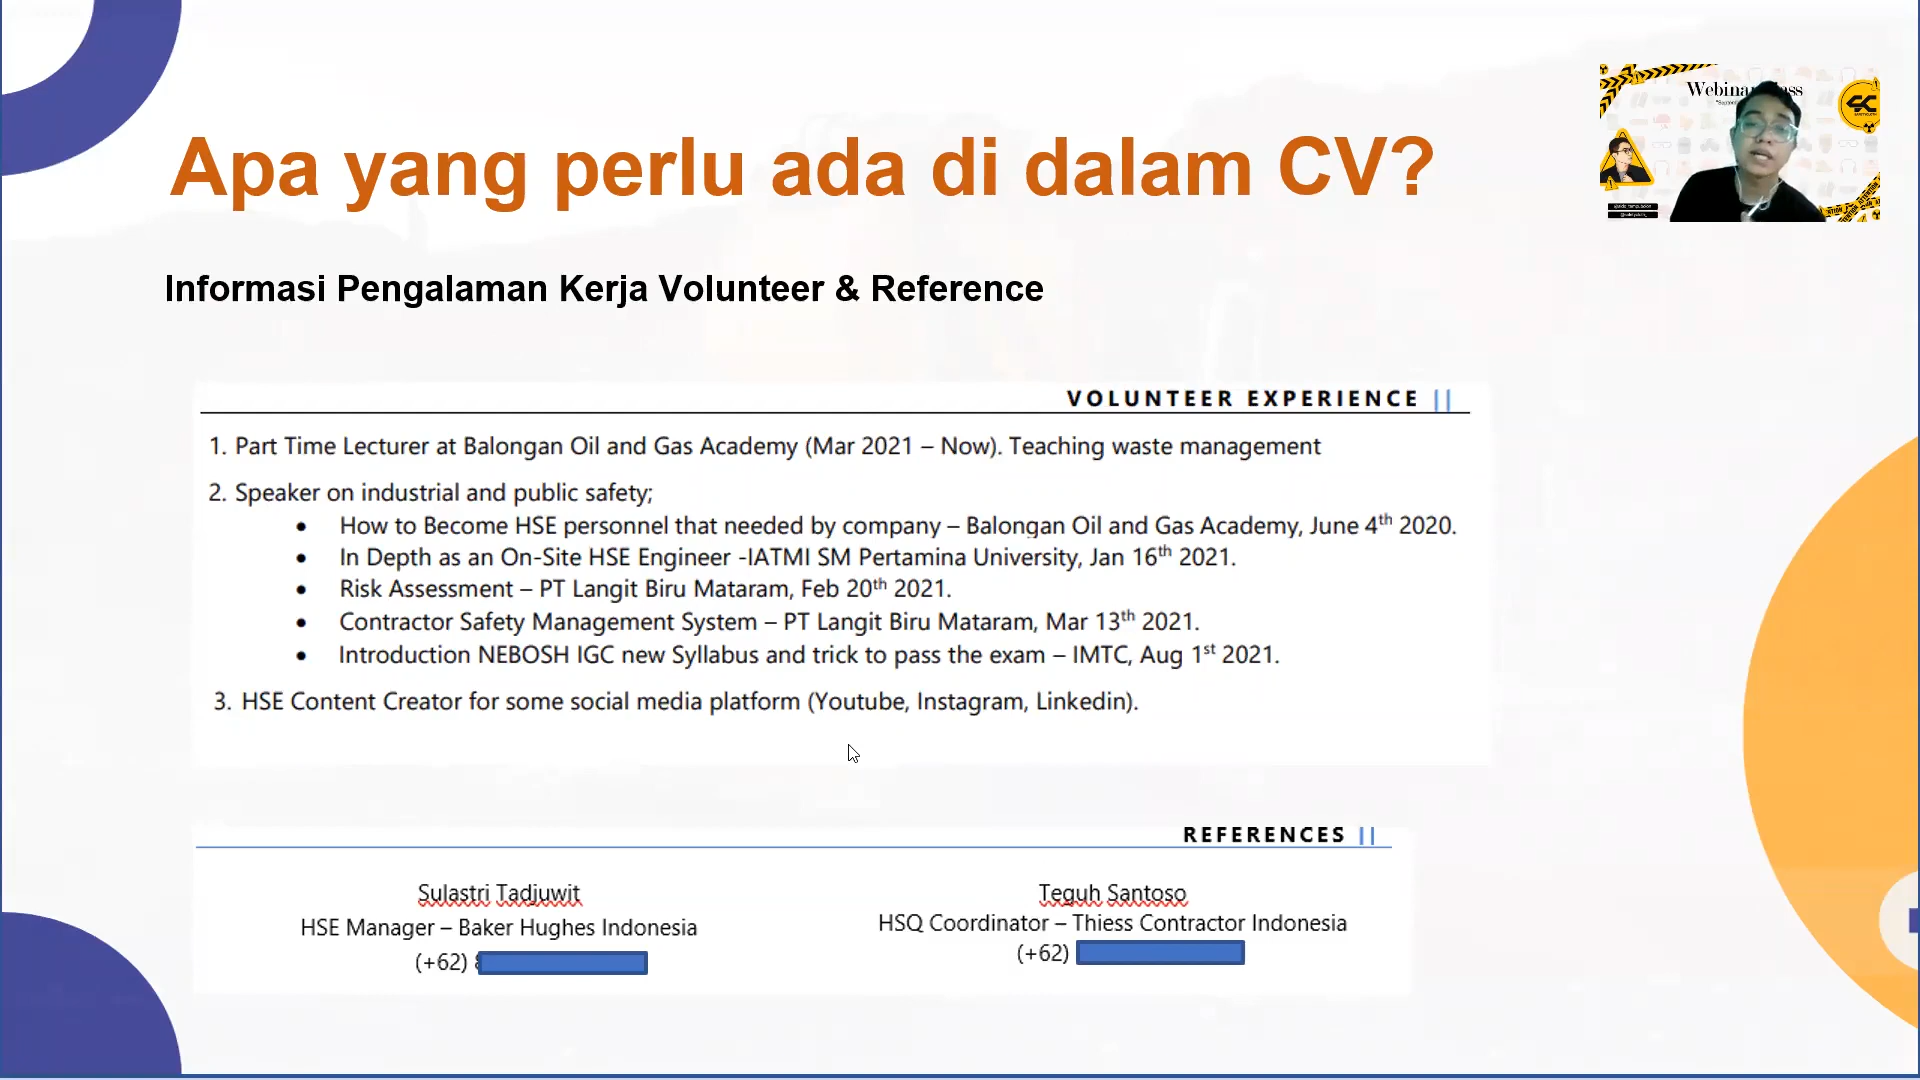 Apa yang perlu ada di dalam CV?
Webinar
Informasi Pengalaman Kerja Volunteer & Reference
VOLUNTEER EXPERIENCE ||
1. Part Time Lecturer at Balongan Oil and Gas Academy (Mar 2021 – Now). Teaching waste management
2. Speaker on industrial and public safety;
• How to Become HSE personnel that needed by company – Balongan Oil and Gas Academy, June 4th 2020.
• In Depth as an On-Site HSE Engineer -IATMI SM Pertamina University, Jan 16th 2021.
• Risk Assessment – PT Langit Biru Mataram, Feb 20th 2021.
• Contractor Safety Management System – PT Langit Biru Mataram, Mar 13th 2021.
• Introduction NEBOSH IGC new Syllabus and trick to pass the exam – IMTC, Aug 1st 2021.
3. HSE Content Creator for some social media platform (Youtube, Instagram, Linkedin).
REFERENCES ||
Sulastri Tadjuwit
HSE Manager – Baker Hughes Indonesia
(+62)
Teguh Santoso
HSQ Coordinator – Thiess Contractor Indonesia
(+62)